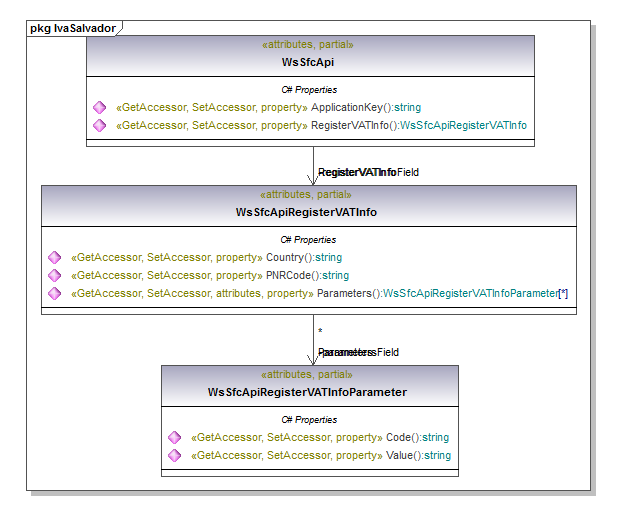 pkg IvaSalvador
«attributes, partial»
WsSfcApi
C# Properties
«GetAccessor, SetAccessor, property» ApplicationKey():string
«GetAccessor, SetAccessor, property» RegisterVATInfo():WsSfcApiRegisterVATInfo
Field
«attributes, partial»
WsSfcApiRegisterVATInfo
C# Properties
«GetAccessor, SetAccessor, property» Country():string
«GetAccessor, SetAccessor, property» PNRCode():string
«GetAccessor, SetAccessor, attributes, property» Parameters():WsSfcApiRegisterVATInfoParameter[*]
*
Field
«attributes, partial»
WsSfcApiRegisterVATInfoParameter
C# Properties
«GetAccessor, SetAccessor, property» Code():string
«GetAccessor, SetAccessor, property» Value():string